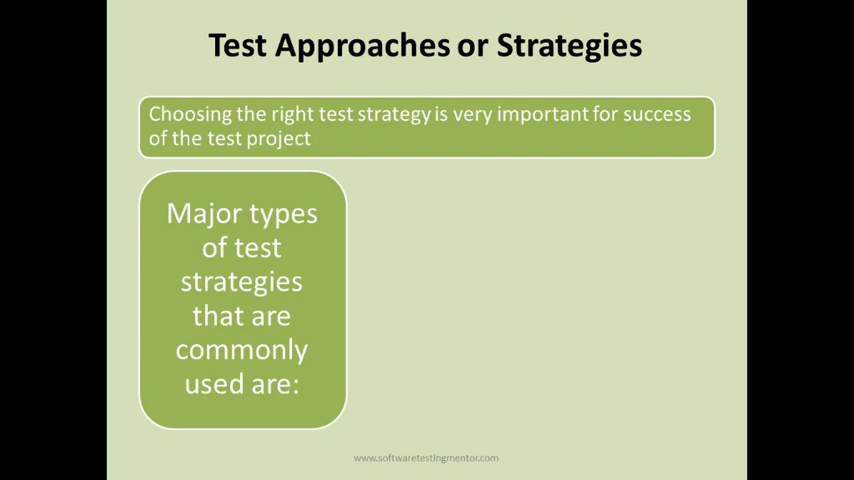 Test Approaches or Strategies
Choosing the right test strategy is very important for success
of the test project
Major types
of test
strategies
that are
commonly
used are:
www.softwaretestingmentor.com